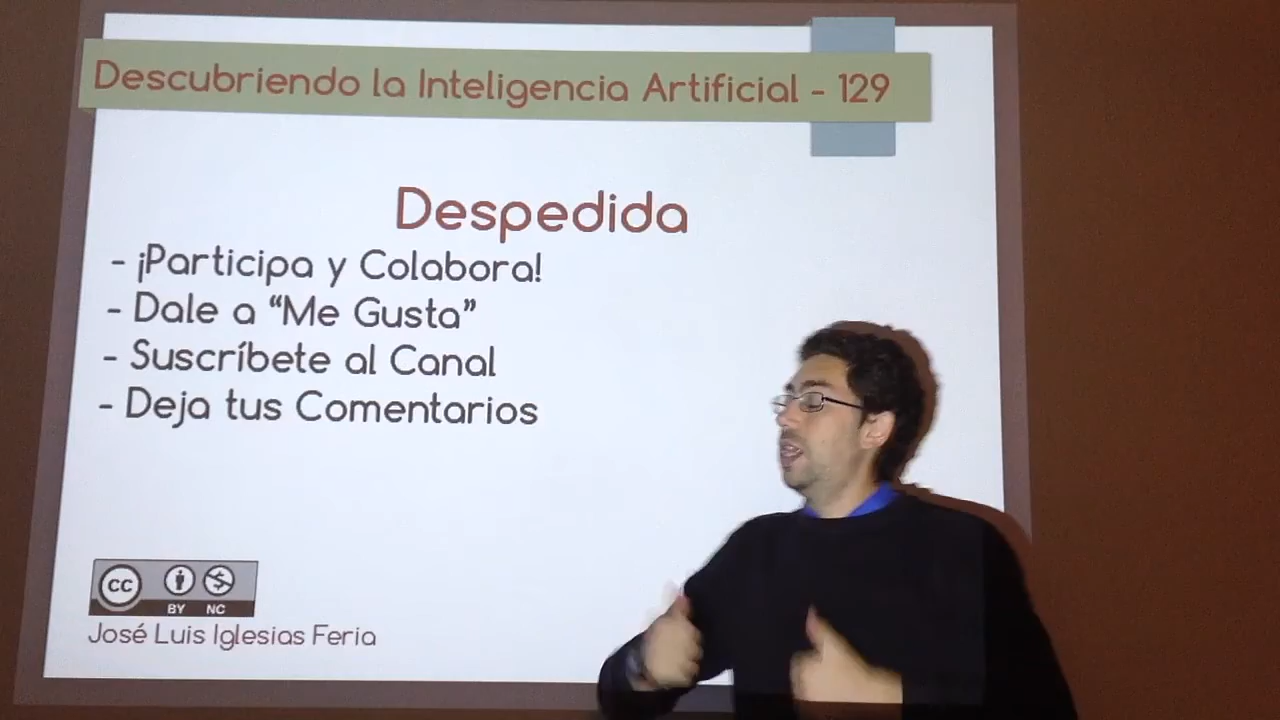 Descubriendo la Inteligencia Artificial - 129
Despedida
- ¡Participa y Colabora!
- Dale a “Me Gusta”
- Suscríbete al Canal
- Deja tus Comentarios
cc
BY NC
José Luis Iglesias Feria